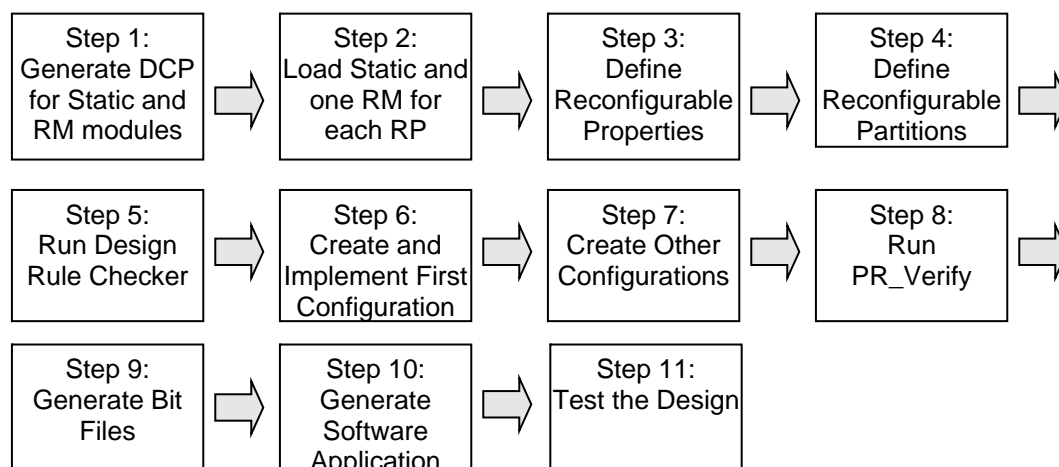 Step 1:
Generate DCP
for Static and
RM modules
Step 2:
Load Static and
one RM for
each RP
Step 3:
Define
Reconfigurable
Properties
Step 4:
Define
Reconfigurable
Partitions
Step 5:
Run Design
Rule Checker
Step 6:
Create and
Implement First
Configuration
Step 7:
Create Other
Configurations
Step 8:
Run
PR_Verify
Step 9:
Generate Bit
Files
Step 10:
Generate
Software
Application
Step 11:
Test the Design